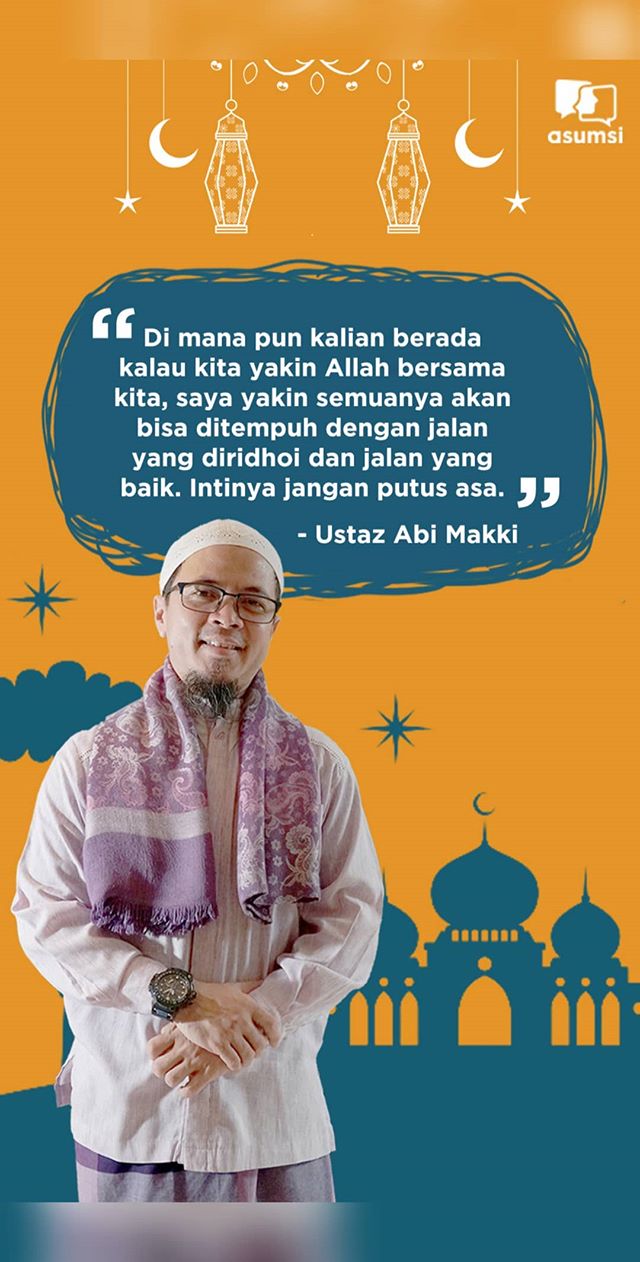 asumsi
“Di mana pun kalian berada
kalau kita yakin Allah bersama
kita, saya yakin semuanya akan
bisa ditempuh dengan jalan
yang diridhoi dan jalan yang
baik. Intinya jangan putus asa.”
- Ustaz Abi Makki